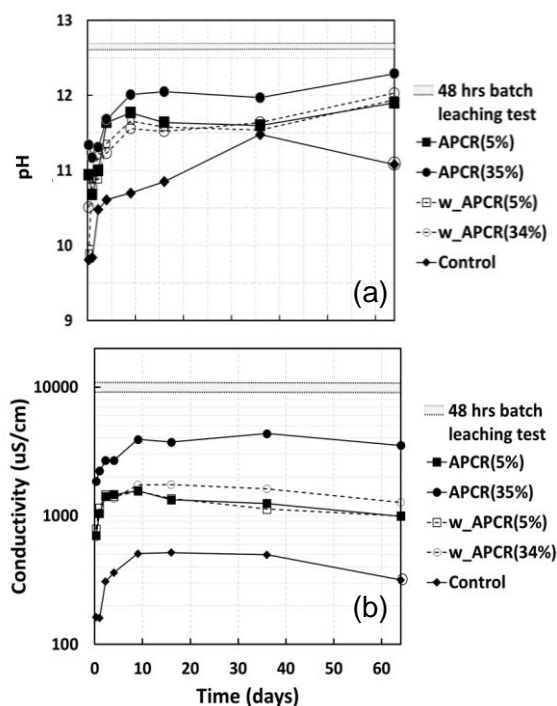 13
12
11
10
9
pH
(a)
48 hrs batch
leaching test
APCR(5%)
APCR(35%)
w_APCR(5%)
w_APCR(34%)
Control
10000
1000
100
Conductivity (uS/cm)
(b)
0 10 20 30 40 50 60
Time (days)
48 hrs batch
leaching test
APCR(5%)
APCR(35%)
w_APCR(5%)
w_APCR(34%)
Control